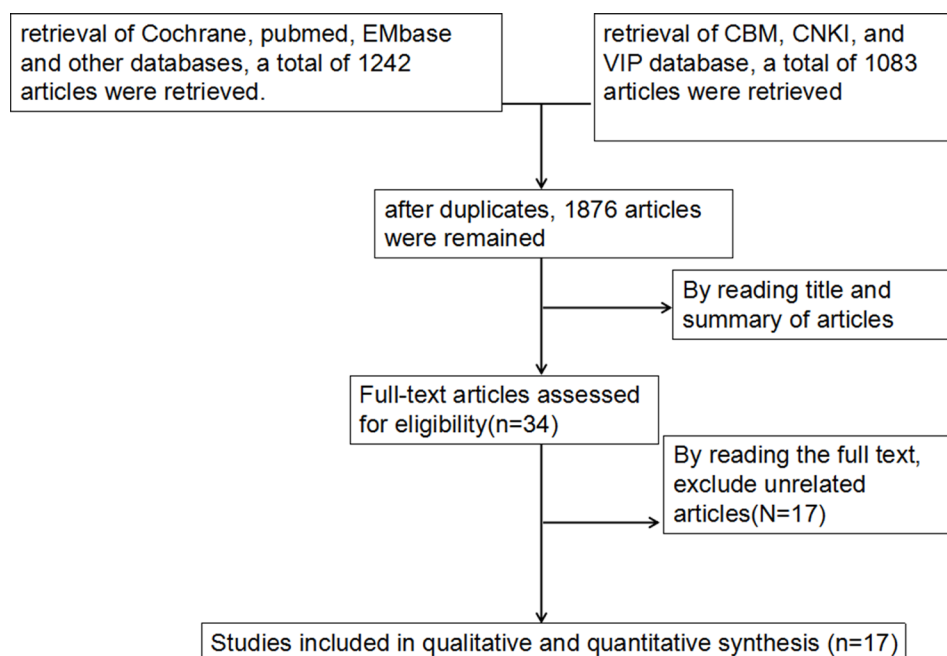 retrieval of Cochrane, pubmed, EMbase
and other databases, a total of 1242
articles were retrieved.
retrieval of CBM, CNKI, and
VIP database, a total of 1083
articles were retrieved
after duplicates, 1876 articles
were remained
By reading title and
summary of articles
Full-text articles assessed
for eligibility(n=34)
By reading the full text,
exclude unrelated
articles(N=17)
Studies included in qualitative and quantitative synthesis (n=17)